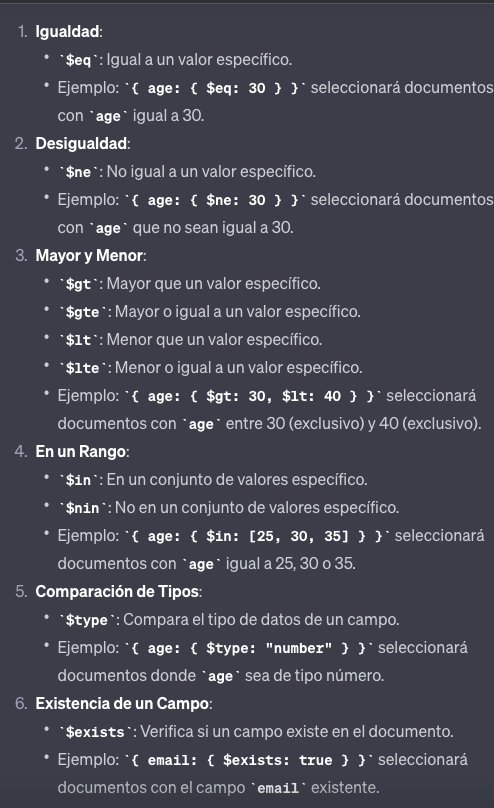 1. Igualdad:
• `$eq`: Igual a un valor específico.
• Ejemplo: `{ age: { $eq: 30 } }` seleccionará documentos
con `age` igual a 30.
2. Desigualdad:
• `$ne`: No igual a un valor específico.
• Ejemplo: `{ age: { $ne: 30 } }` seleccionará documentos
con `age` que no sean igual a 30.
3. Mayor y Menor:
• `$gt`: Mayor que un valor específico.
• `$gte`: Mayor o igual a un valor específico.
• `$lt`: Menor que un valor específico.
• `$lte`: Menor o igual a un valor específico.
• Ejemplo: `{ age: { $gt: 30, $lt: 40 } }` seleccionará
documentos con `age` entre 30 (exclusivo) y 40 (exclusivo).
4. En un Rango:
• `$in`: En un conjunto de valores específico.
• `$nin`: No en un conjunto de valores específico.
• Ejemplo: `{ age: { $in: [25, 30, 35] } }` seleccionará
documentos con `age` igual a 25, 30 o 35.
5. Comparación de Tipos:
• `$type`: Compara el tipo de datos de un campo.
• Ejemplo: `{ age: { $type: "number" } }` seleccionará
documentos donde `age` sea de tipo número.
6. Existencia de un Campo:
• `$exists`: Verifica si un campo existe en el documento.
• Ejemplo: `{ email: { $exists: true } }` seleccionará
documentos con el campo `email` existente.